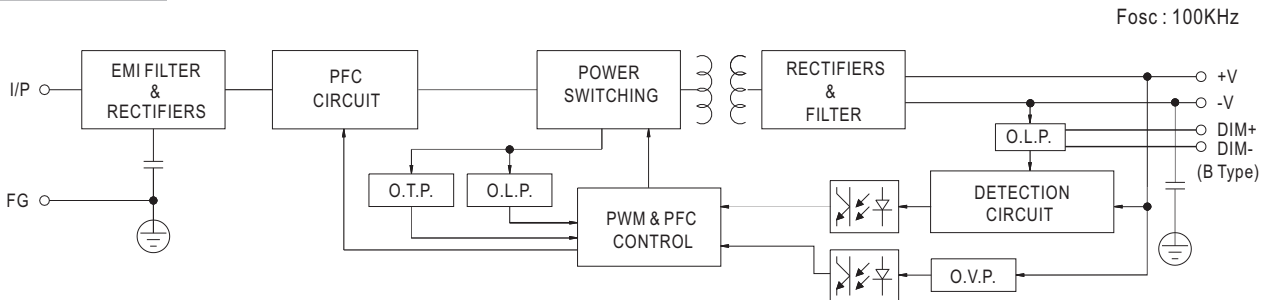 Fosc : 100KHz
I/P
EMI FILTER
&
RECTIFIERS
PFC
CIRCUIT
POWER
SWITCHING
RECTIFIERS
&
FILTER
+V
-V
DIM+
DIM-
(B Type)
O.L.P.
O.T.P.
O.L.P.
FG
PWM & PFC
CONTROL
DETECTION
CIRCUIT
O.V.P.